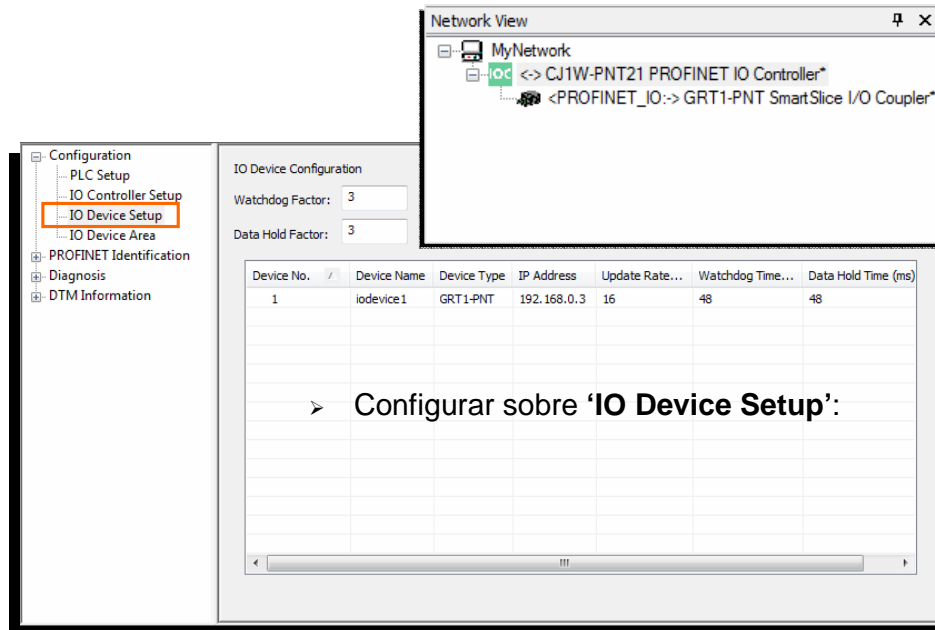 Network View
MyNetwork
IOC <-> CJ1W-PNT21 PROFINET IO Controller*
<PROFINET_IO:-> GRT1-PNT SmartSlice I/O Coupler*
Configuration
PLC Setup
IO Controller Setup
IO Device Setup
IO Device Area
PROFINET Identification
Diagnosis
DTM Information
IO Device Configuration
Watchdog Factor: 3
Data Hold Factor: 3
Device No. Device Name Device Type IP Address Update Rate... Watchdog Time... Data Hold Time (ms)
1 iodevice1 GRT1-PNT 192.168.0.3 16 48 48
➢ Configurar sobre ‘IO Device Setup’: